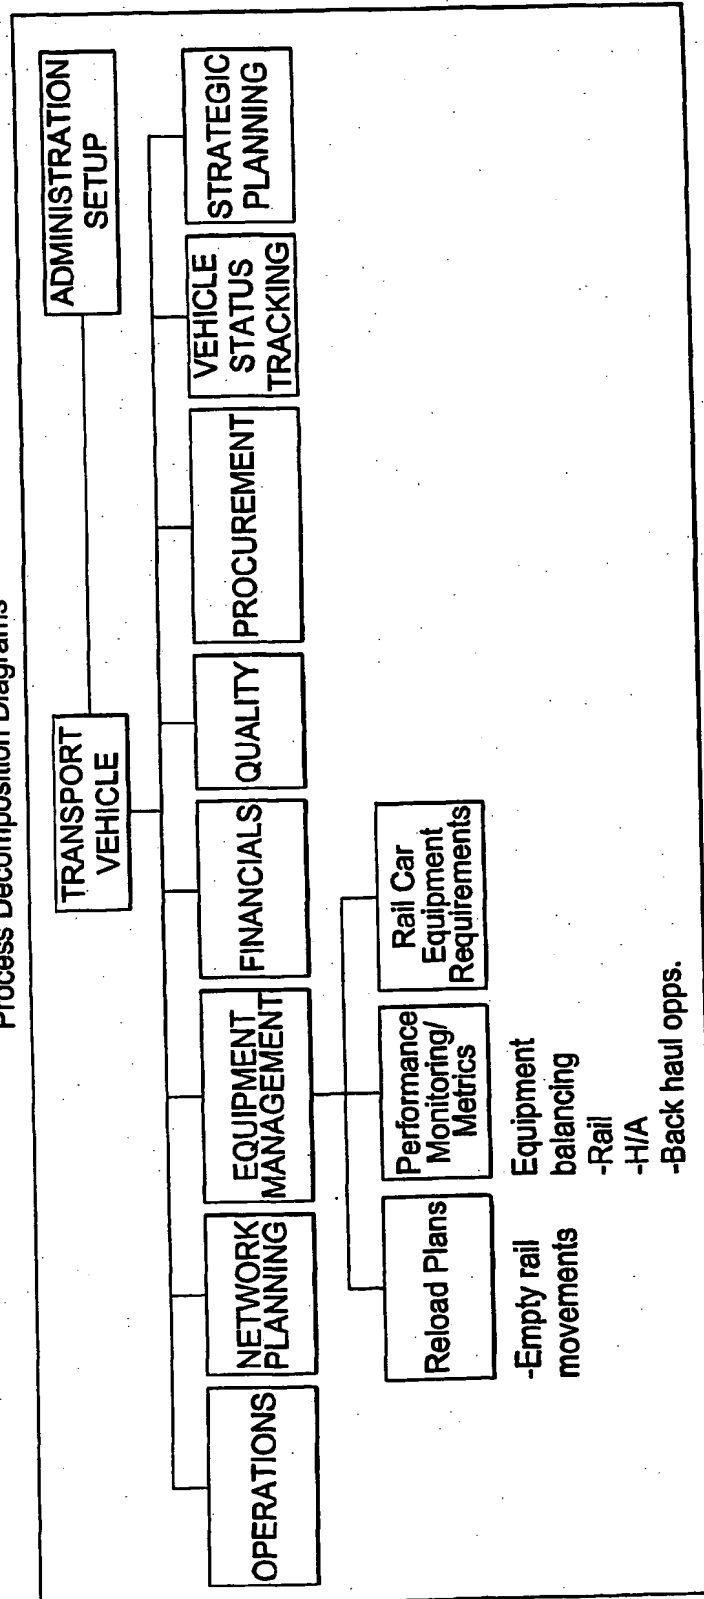 Process Decomposition Diagrams
TRANSPORT
VEHICLE
ADMINISTRATION
SETUP
OPERATIONS
NETWORK
PLANNING
EQUIPMENT
MANAGEMENT
FINANCIALS
QUALITY
PROCUREMENT
VEHICLE
STATUS
TRACKING
STRATEGIC
PLANNING
Reload Plans
Performance
Monitoring/
Metrics
Rail Car
Equipment
Requirements
-Empty rail
movements
Equipment
balancing
-Rail
-H/A
-Back haul opps.